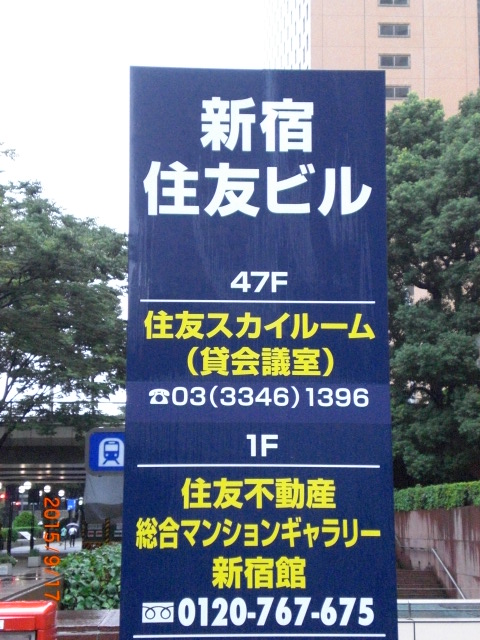 新宿
住友ビル
47F
住友スカイルーム
(貸会議室)
☎03(3346)1396
1F
住友不動産
総合マンションギャラリー
新宿館
0120-767-675
2015/9/17